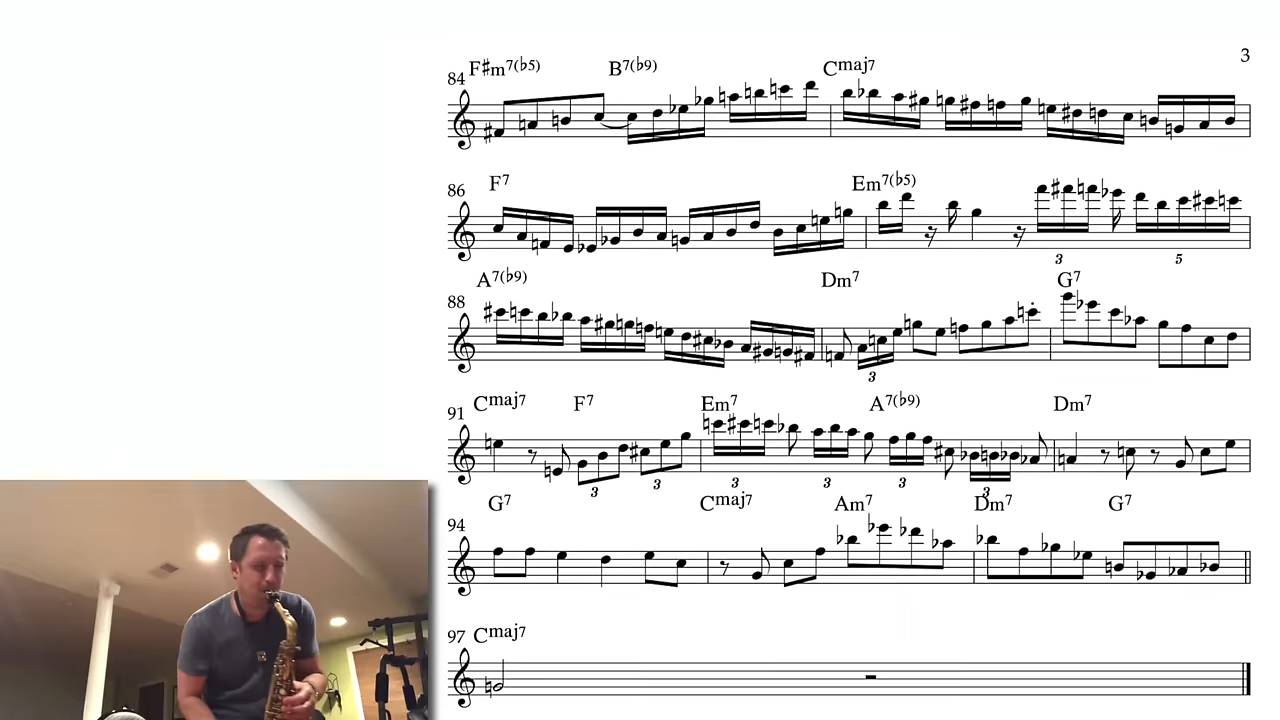 3
F♯m7(♭5) B7(♭9) Cmaj7
84
F7 Em7(♭5)
86
3 5
A7(♭9) Dm7 G7
88
3
Cmaj7 F7 Em7 A7(♭9) Dm7
91
3 3 3 3 3 3
G7 Cmaj7 Am7 Dm7 G7
94
97 Cmaj7